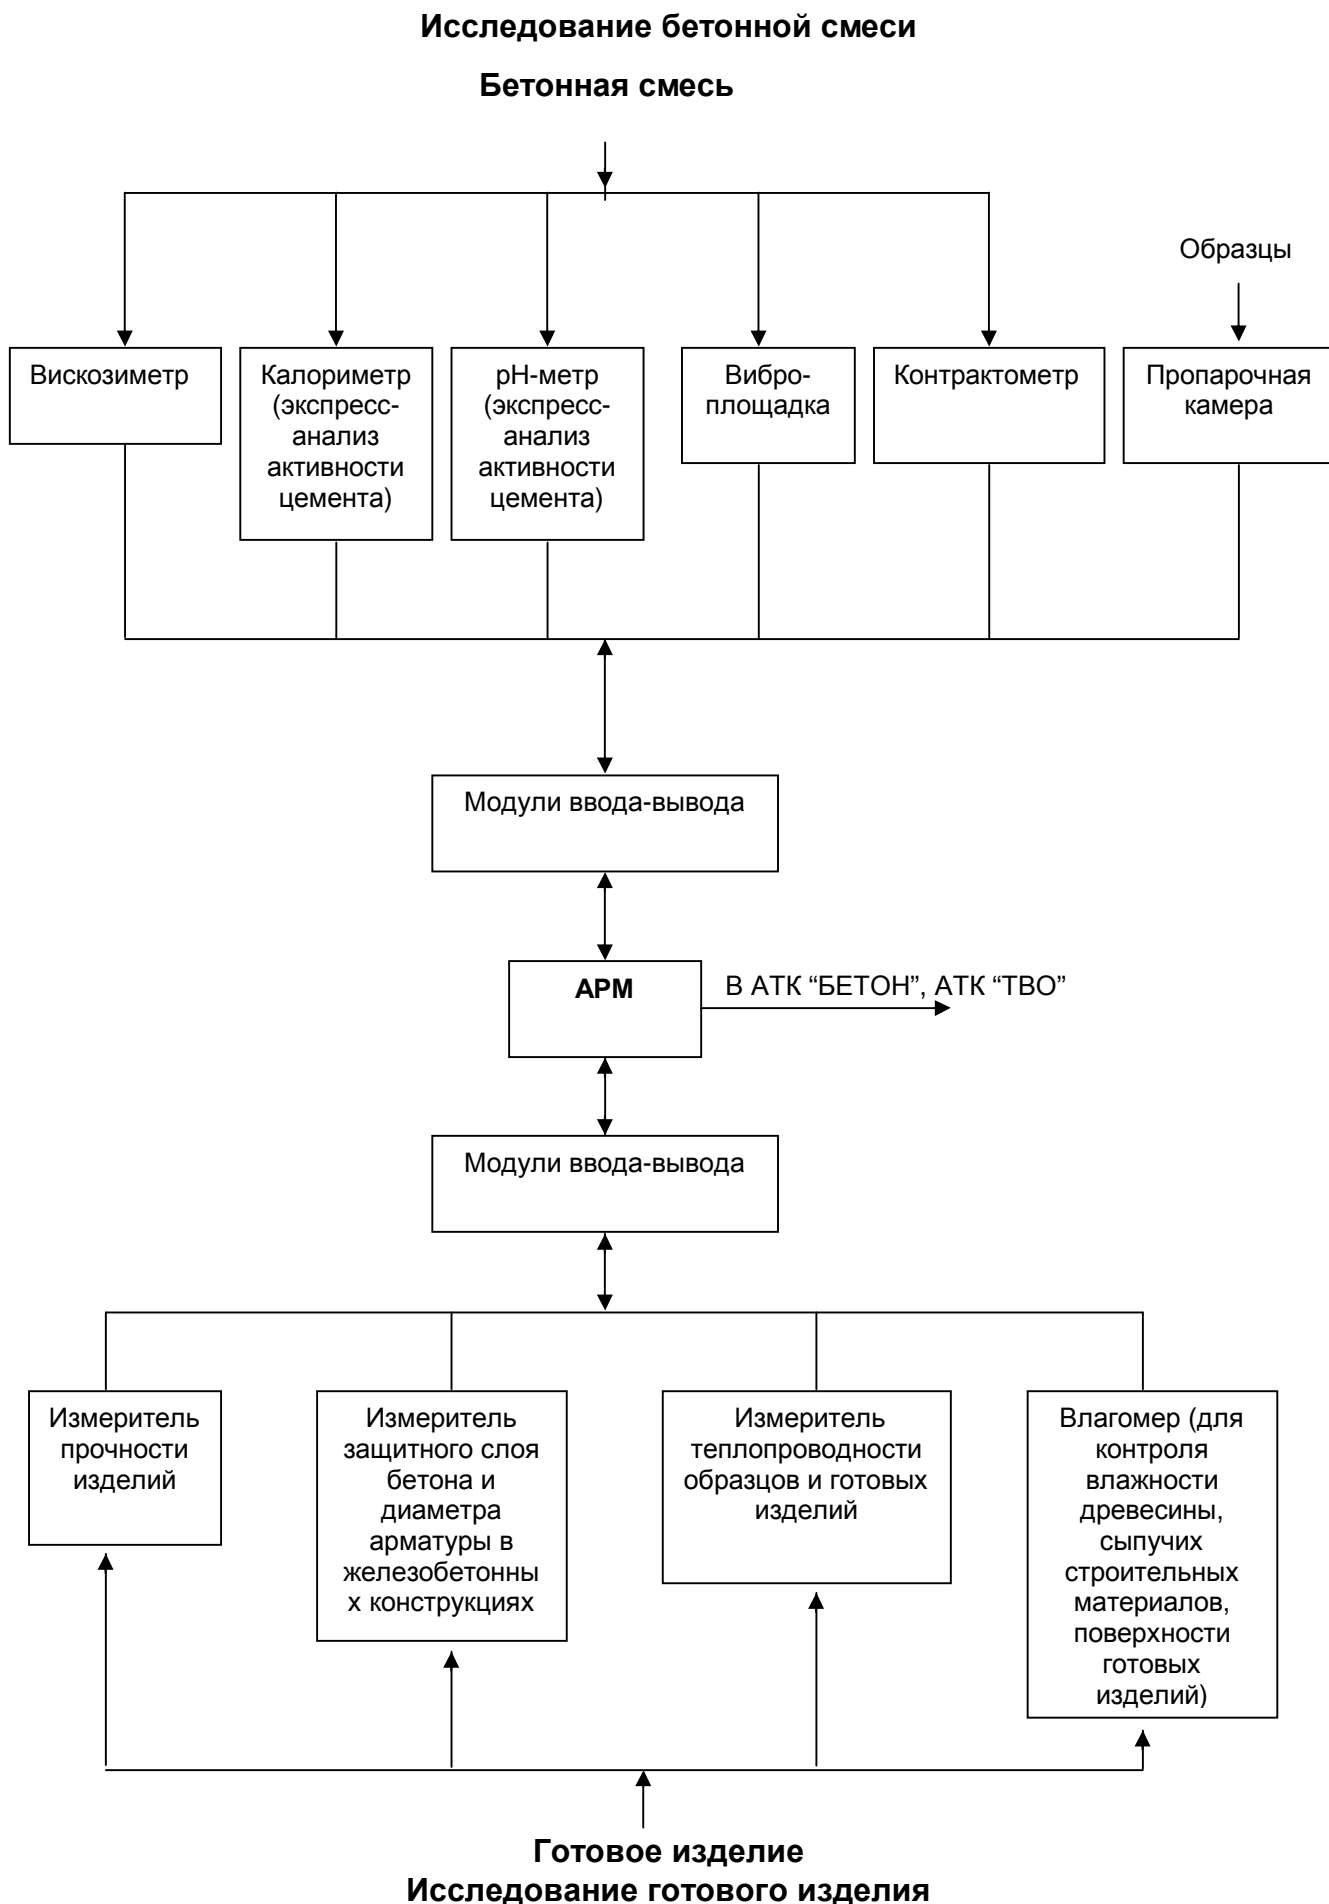 Исследование бетонной смеси
Бетонная смесь
Образцы
Вискозиметр
Калориметр
(экспресс-
анализ
активности
цемента)
pH-метр
(экспресс-
анализ
активности
цемента)
Вибро-
площадка
Контрактометр
Пропарочная
камера
Модули ввода-вывода
АРМ
В АТК “БЕТОН”, АТК “ТВО”
Модули ввода-вывода
Измеритель
прочности
изделий
Измеритель
защитного слоя
бетона и
диаметра
арматуры в
железобетонны
х конструкциях
Измеритель
теплопроводности
образцов и готовых
изделий
Влагомер (для
контроля
влажности
древесины,
сыпучих
строительных
материалов,
поверхности
готовых
изделий)
Готовое изделие
Исследование готового изделия